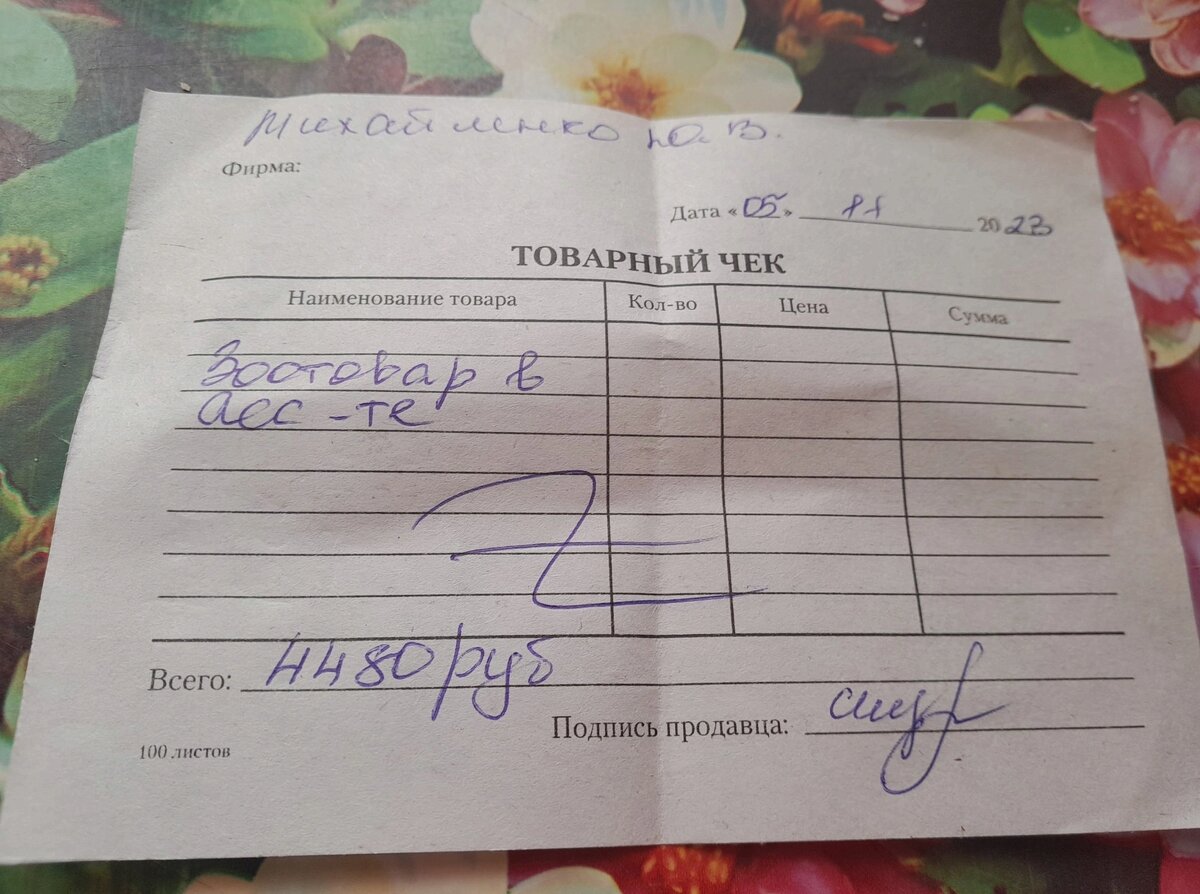 Михайленко Ю. В.
Фирма:
Дата «05» 11 2023
ТОВАРНЫЙ ЧЕК
Наименование товара Кол-во Цена Сумма
Зоотовар в
асс-те
Всего: 4480 руб
Подпись продавца:
100 листов